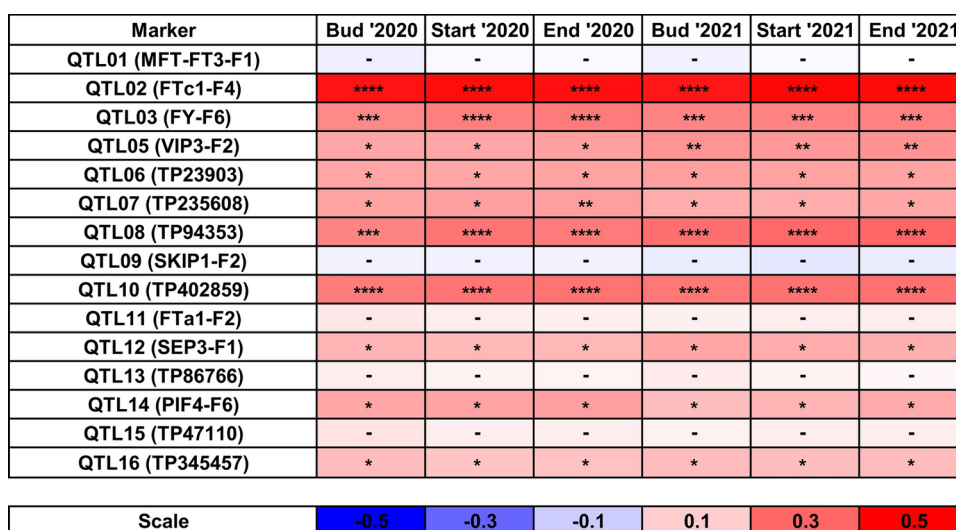 Marker Bud '2020 Start '2020 End '2020 Bud '2021 Start '2021 End '2021
QTL01 (MFT-FT3-F1) - - - - - -
QTL02 (FTc1-F4) **** **** **** **** **** ****
QTL03 (FY-F6) *** **** **** *** *** ***
QTL05 (VIP3-F2) * * * ** ** **
QTL06 (TP23903) * * * * * *
QTL07 (TP235608) * * ** * * *
QTL08 (TP94353) *** **** **** **** **** ****
QTL09 (SKIP1-F2) - - - - - -
QTL10 (TP402859) **** **** **** **** **** ****
QTL11 (FTa1-F2) - - - - - -
QTL12 (SEP3-F1) * * * * * *
QTL13 (TP86766) - - - - - -
QTL14 (PIF4-F6) * * * * * *
QTL15 (TP47110) - - - - - -
QTL16 (TP345457) * * * * * *
Scale -0.5 -0.3 -0.1 0.1 0.3 0.5